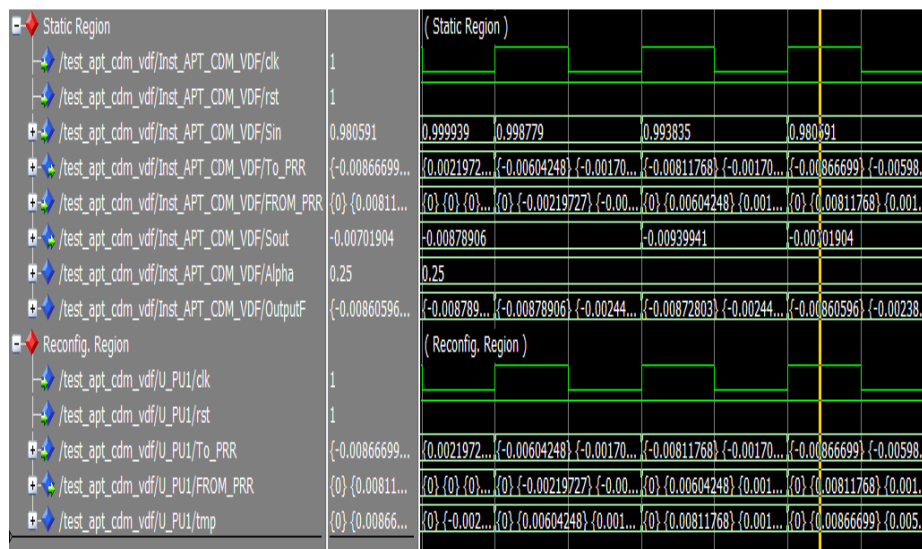 Static Region ( Static Region )
/test_apt_cdm_vdf/Inst_APT_CDM_VDF/clk 1
/test_apt_cdm_vdf/Inst_APT_CDM_VDF/rst 1
/test_apt_cdm_vdf/Inst_APT_CDM_VDF/Sin 0.980591 0.999939 0.998779 0.993835 0.980591
/test_apt_cdm_vdf/Inst_APT_CDM_VDF/To_PRR {-0.00866699... {0.0021972... {-0.00604248} {-0.00170... {-0.00811768} {-0.00170... {-0.00866699} {-0.00598...
/test_apt_cdm_vdf/Inst_APT_CDM_VDF/FROM_PRR {0} {0.00811... {0} {0} {0}... {0} {-0.00219727} {-0.00... {0} {0.00604248} {0.001... {0} {0.00811768} {0.001...
/test_apt_cdm_vdf/Inst_APT_CDM_VDF/Sout -0.00701904 -0.00878906 -0.00939941 -0.00701904
/test_apt_cdm_vdf/Inst_APT_CDM_VDF/Alpha 0.25 0.25
/test_apt_cdm_vdf/Inst_APT_CDM_VDF/OutputF {-0.00860596... {-0.008789... {-0.00878906} {-0.00244... {-0.00872803} {-0.00244... {-0.00860596} {-0.00238...
Reconfig. Region ( Reconfig. Region )
/test_apt_cdm_vdf/U_PU1/clk 1
/test_apt_cdm_vdf/U_PU1/rst 1
/test_apt_cdm_vdf/U_PU1/To_PRR {-0.00866699... {0.0021972... {-0.00604248} {-0.00170... {-0.00811768} {-0.00170... {-0.00866699} {-0.00598...
/test_apt_cdm_vdf/U_PU1/FROM_PRR {0} {0.00811... {0} {0} {0}... {0} {-0.00219727} {-0.00... {0} {0.00604248} {0.001... {0} {0.00811768} {0.001...
/test_apt_cdm_vdf/U_PU1/tmp {0} {0.00866... {0} {-0.002... {0} {0.00604248} {0.001... {0} {0.00811768} {0.001... {0} {0.00866699} {0.005...